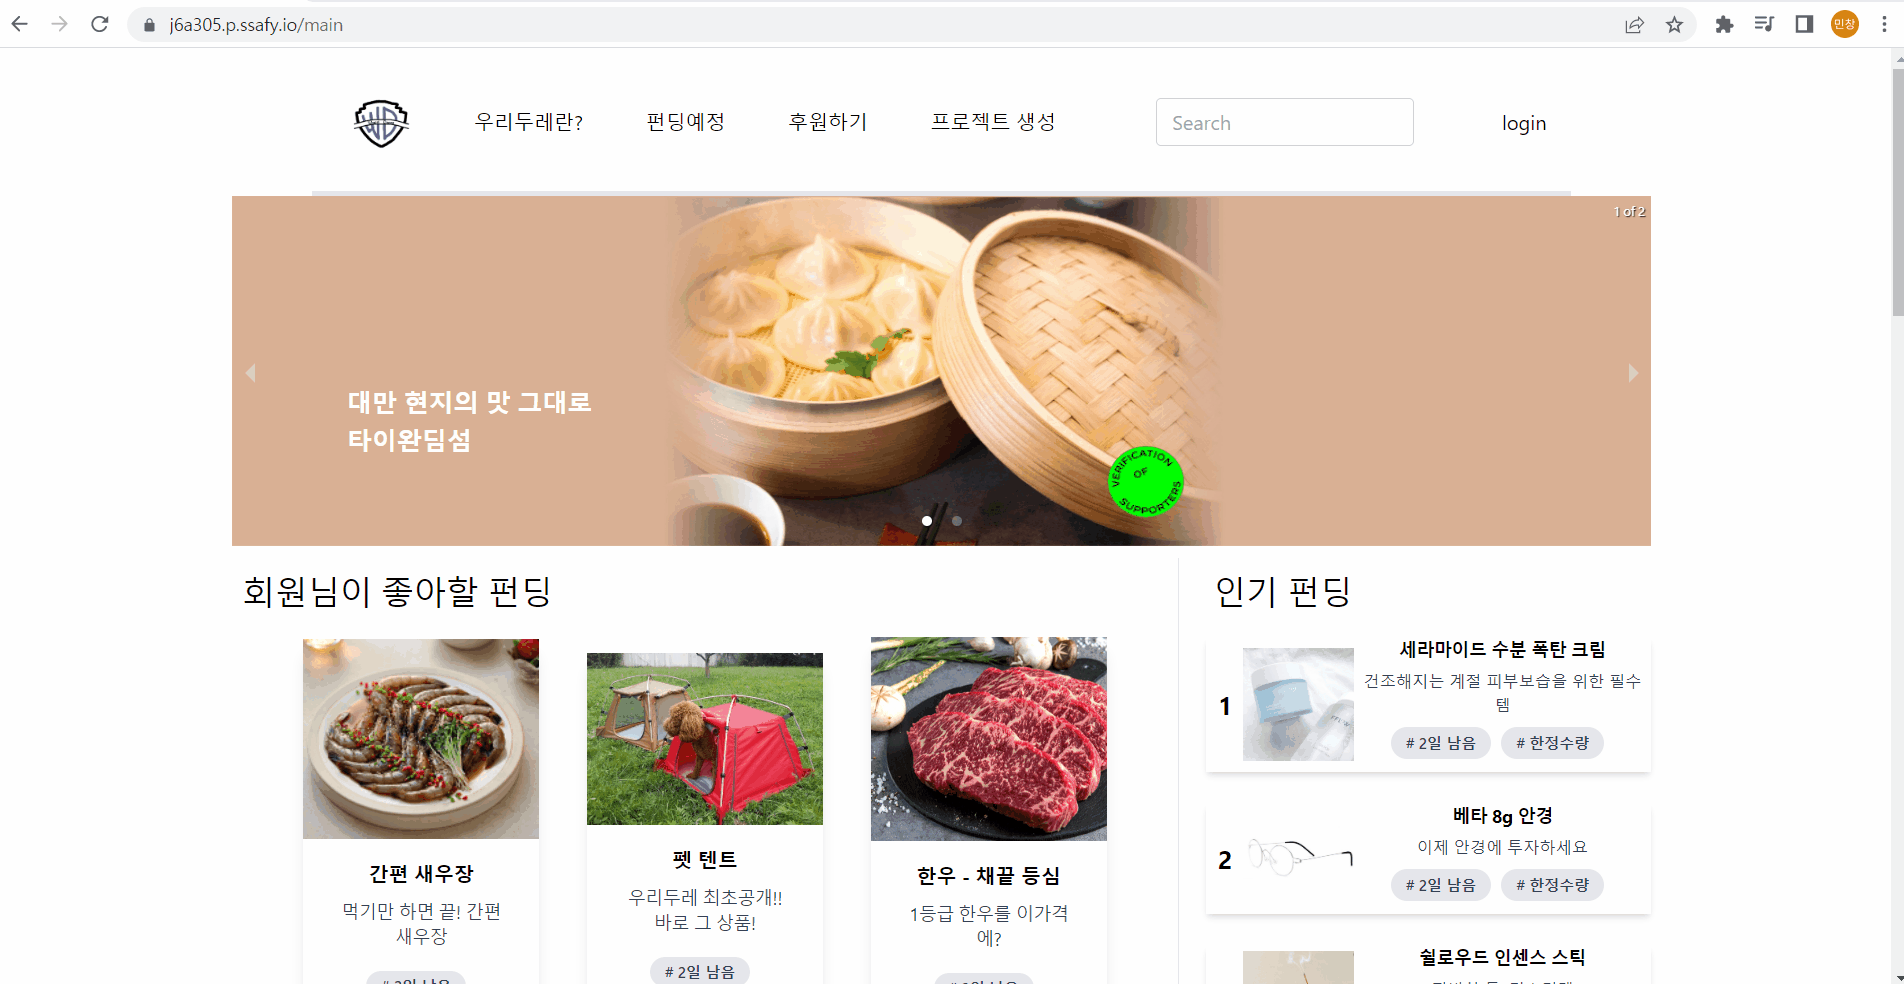 j6a305.p.ssafy.io/main
민창
WD
우리두레란?
펀딩예정
후원하기
프로젝트 생성
Search
login
1 of 2
대만 현지의 맛 그대로
타이완딤섬
VERIFICATION
OF
SUPPORTERS
회원님이 좋아할 펀딩
간편 새우장
먹기만 하면 끝! 간편
새우장
# 2일 남음
펫 텐트
우리두레 최초공개!!
바로 그 상품!
# 2일 남음
한우 - 채끝 등심
1등급 한우를 이가격
에?
인기 펀딩
1
세라마이드 수분 폭탄 크림
건조해지는 계절 피부보습을 위한 필수
템
# 2일 남음
# 한정수량
2
베타 8g 안경
이제 안경에 투자하세요
# 2일 남음
# 한정수량
쉴로우드 인센스 스틱